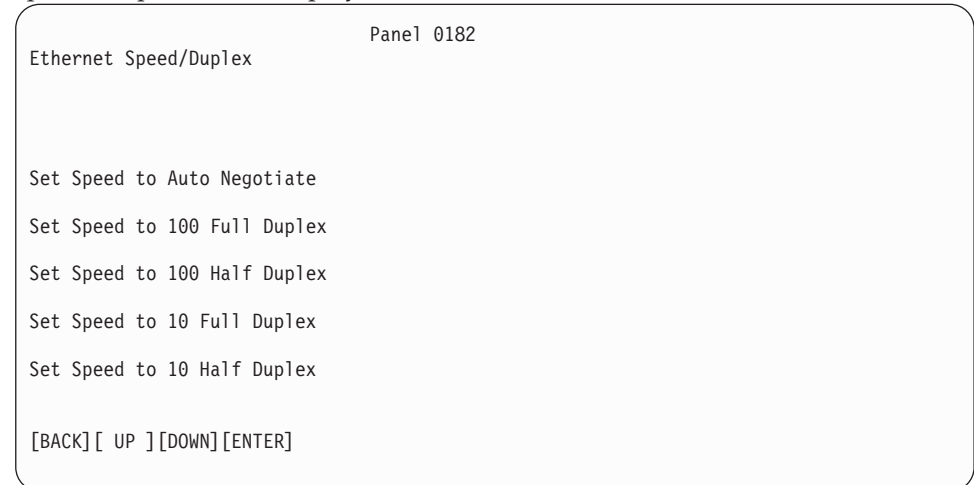 Panel 0182
Ethernet Speed/Duplex
Set Speed to Auto Negotiate
Set Speed to 100 Full Duplex
Set Speed to 100 Half Duplex
Set Speed to 10 Full Duplex
Set Speed to 10 Half Duplex
[BACK][ UP ][DOWN][ENTER]